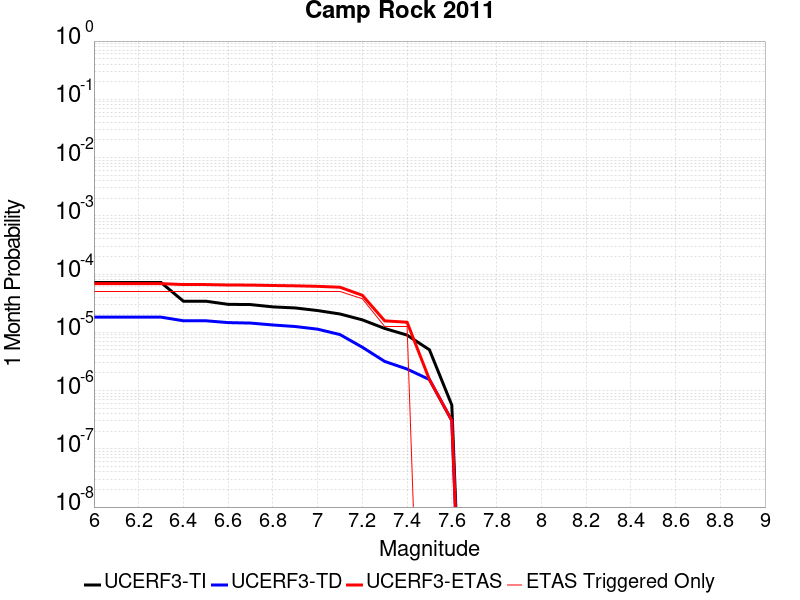 Camp Rock 2011
10^0
10^-1
10^-2
10^-3
10^-4
10^-5
10^-6
10^-7
10^-8
1 Month Probability
6 6.2 6.4 6.6 6.8 7 7.2 7.4 7.6 7.8 8 8.2 8.4 8.6 8.8 9
Magnitude
UCERF3-TI UCERF3-TD UCERF3-ETAS ETAS Triggered Only